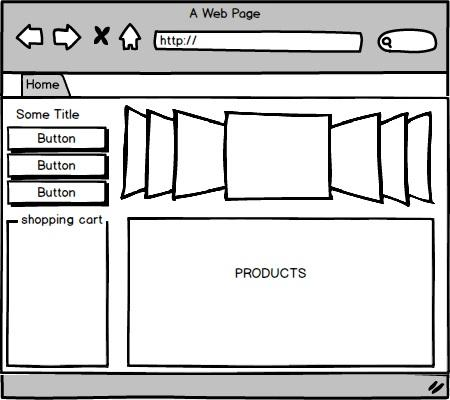 A Web Page
http://
Home
Some Title
Button
Button
Button
shopping cart
PRODUCTS